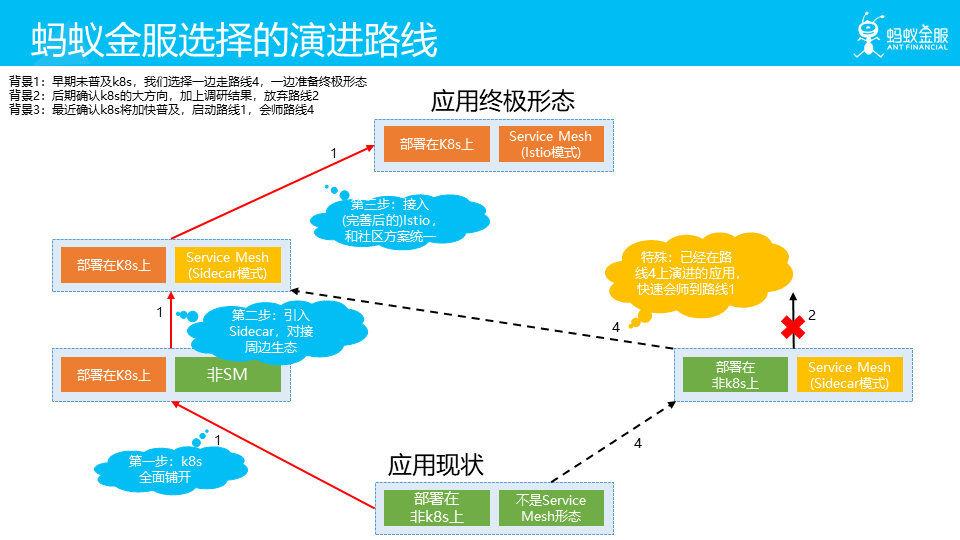 蚂蚁金服选择的演进路线
蚂蚁金服
ANT FINANCIAL
背景1：早期未普及k8s，我们选择一边走路线4，一边准备终极形态
背景2：后期确认k8s的大方向，加上调研结果，放弃路线2
背景3：最近确认k8s将加快普及，启动路线1，会师路线4
应用终极形态
部署在K8s上
Service Mesh
(Istio模式)
1
第三步：接入
(完善后的)Istio，
和社区方案统一
部署在K8s上
Service Mesh
(Sidecar模式)
特殊：已经在路
线4上演进的应用，
快速会师到路线1
1
第二步：引入
Sidecar，对接
周边生态
4
2
部署在K8s上
非SM
部署在
非k8s上
Service Mesh
(Sidecar模式)
1
4
第一步：k8s
全面铺开
应用现状
部署在
非k8s上
不是Service
Mesh形态